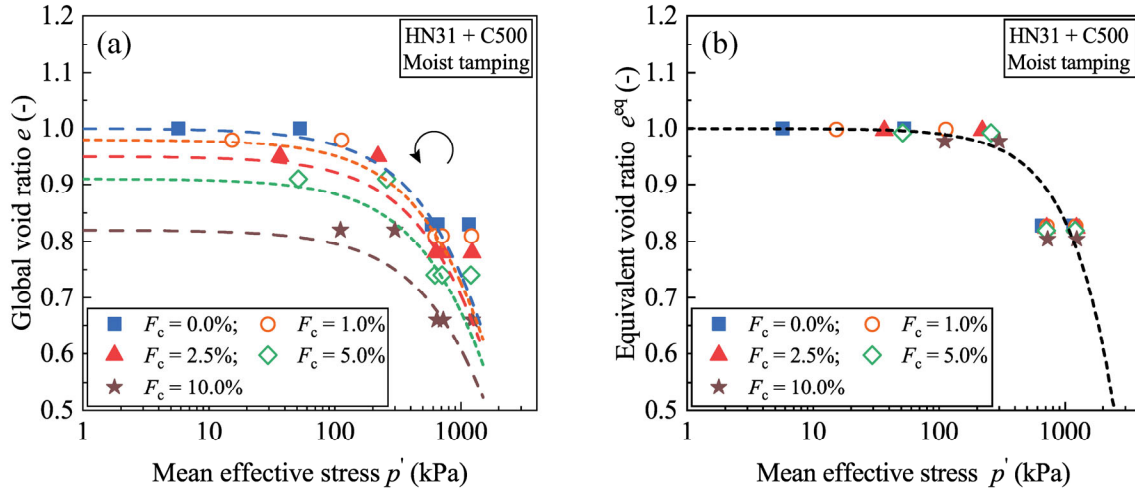 (a)
HN31 + C500
Moist tamping
Global void ratio e (-)
1.2
1.1
1.0
0.9
0.8
0.7
0.6
0.5
F_c = 0.0%; F_c = 1.0%
F_c = 2.5%; F_c = 5.0%
F_c = 10.0%
1 10 100 1000
Mean effective stress p' (kPa)
(b)
HN31 + C500
Moist tamping
Equivalent void ratio e^eq (-)
1.2
1.1
1.0
0.9
0.8
0.7
0.6
0.5
F_c = 0.0%; F_c = 1.0%
F_c = 2.5%; F_c = 5.0%
F_c = 10.0%
1 10 100 1000
Mean effective stress p' (kPa)